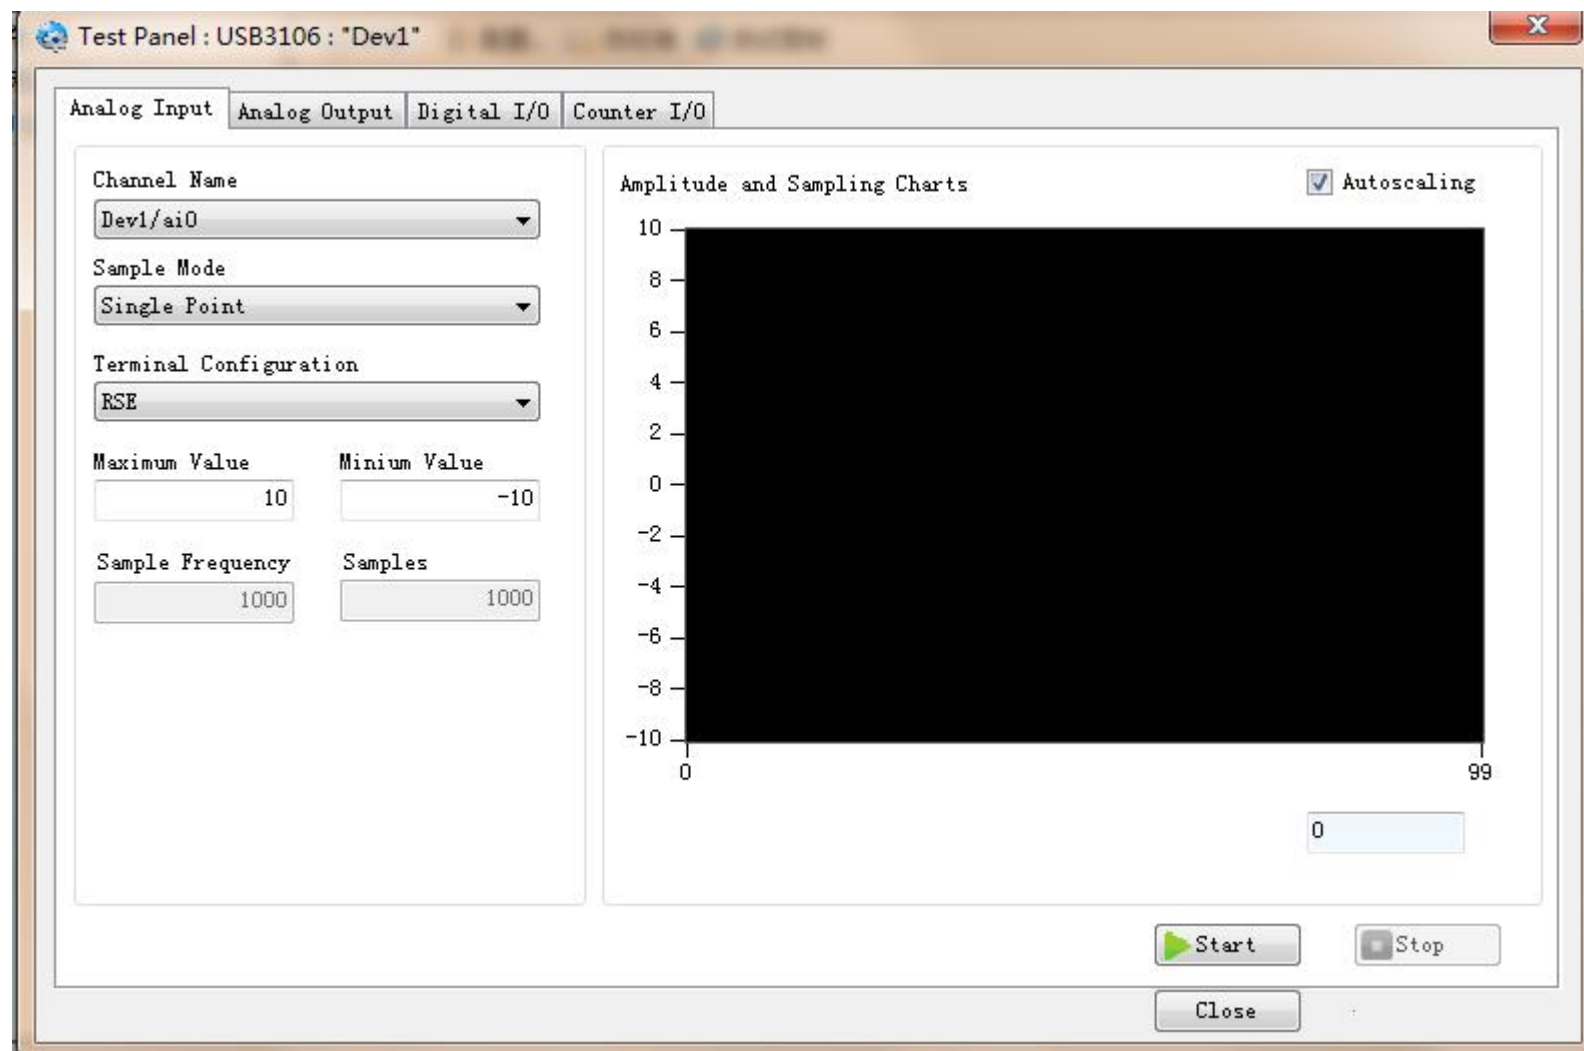 Test Panel : USB3106 : "Dev1"
Analog Input
Analog Output
Digital I/O
Counter I/O
Channel Name
Dev1/ai0
Sample Mode
Single Point
Terminal Configuration
RSE
Maximum Value
Minium Value
10
-10
Sample Frequency
Samples
1000
1000
Amplitude and Sampling Charts
Autoscaling
10
8
6
4
2
0
-2
-4
-6
-8
-10
0
99
0
Start
Stop
Close